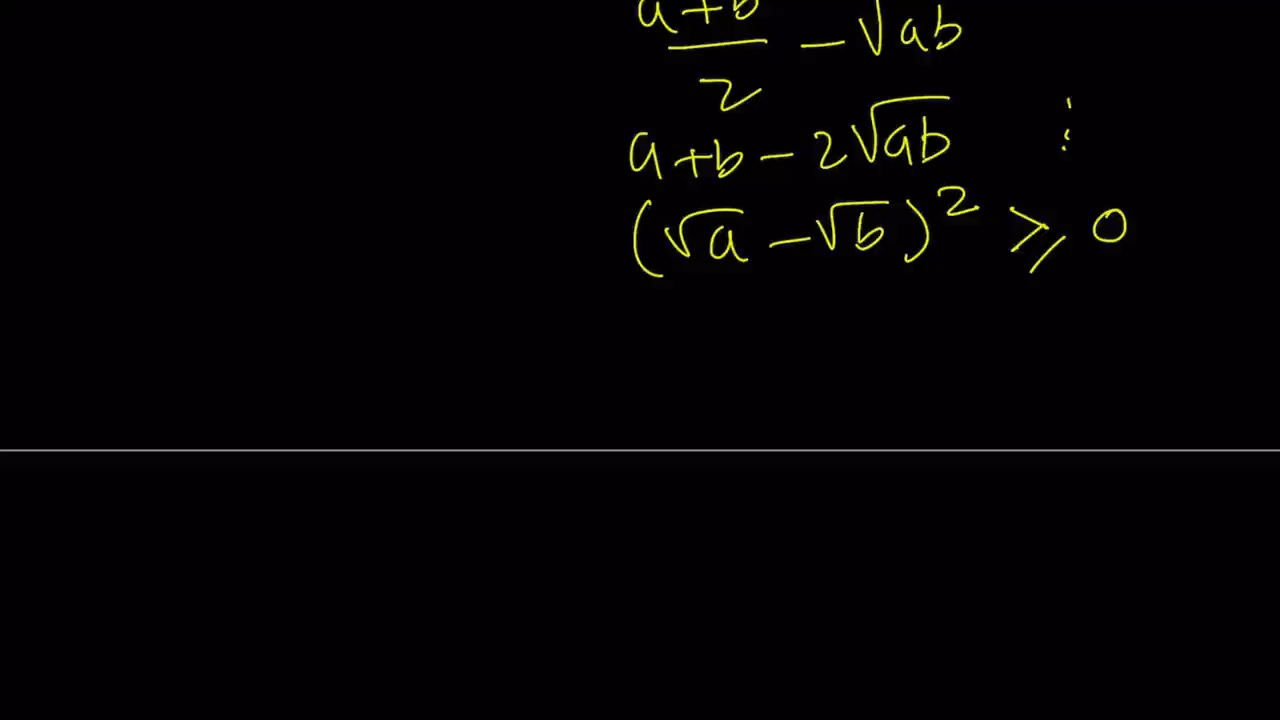 a+b/2 - √ab
a+b - 2√ab ⋮
(√a - √b)² ⩾ 0